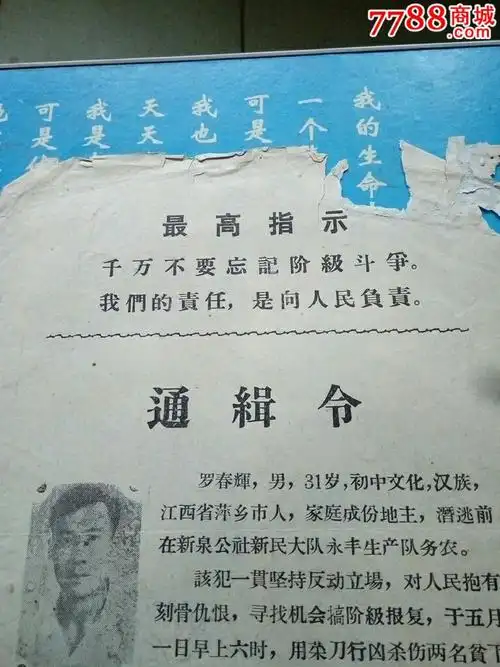 7788商城
.com
我的生命
一个
可是
我也
天天
我是
可是
最高指示
千万不要忘記阶級斗爭。
我們的責任，是向人民負責。
通緝令
罗春輝，男，31岁，初中文化，汉族，
江西省萍乡市人，家庭成份地主，潛逃前
在新泉公社新民大队永丰生产队务农。
該犯一貫坚持反动立場，对人民抱有
刻骨仇恨，寻找机会搞阶級报复，于五月
一日早上六时，用菜刀行凶杀伤两名貧下